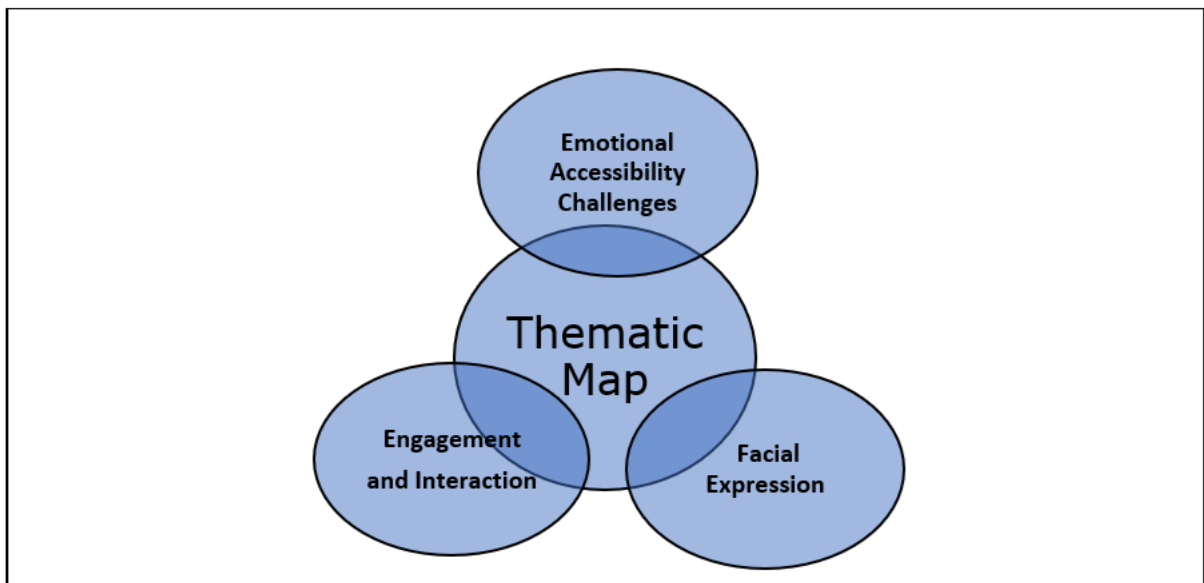 Emotional
Accessibility
Challenges
Thematic
Map
Engagement
and Interaction
Facial
Expression